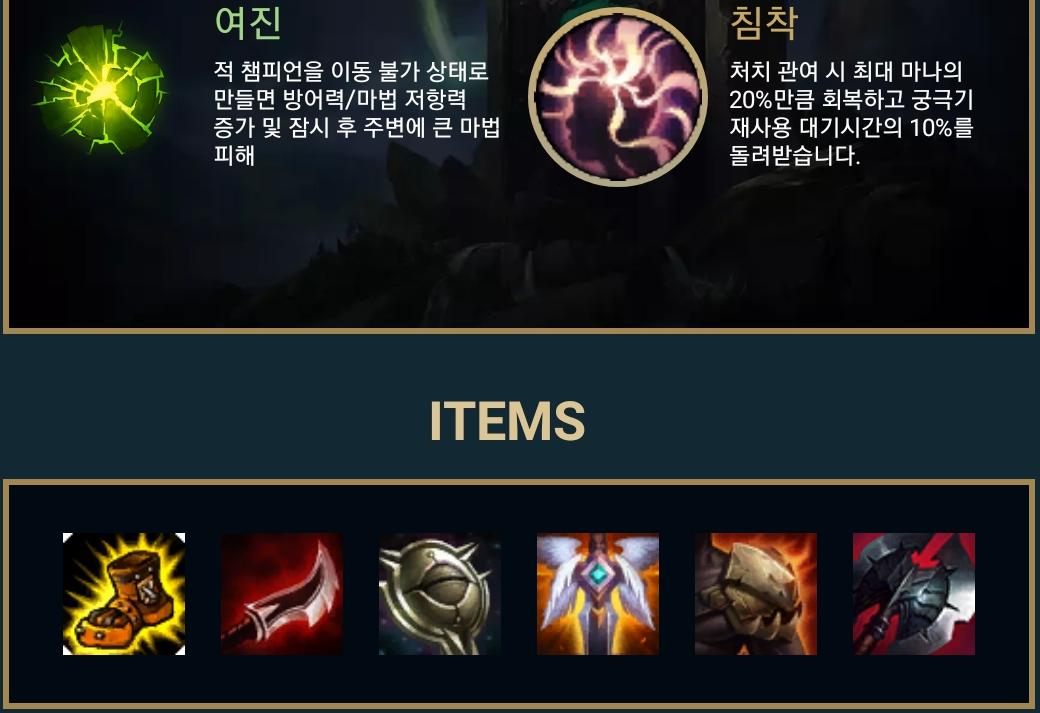 여진
적 챔피언을 이동 불가 상태로
만들면 방어력/마법 저항력
증가 및 잠시 후 주변에 큰 마법
피해
침착
처치 관여 시 최대 마나의
20%만큼 회복하고 궁극기
재사용 대기시간의 10%를
돌려받습니다.
ITEMS